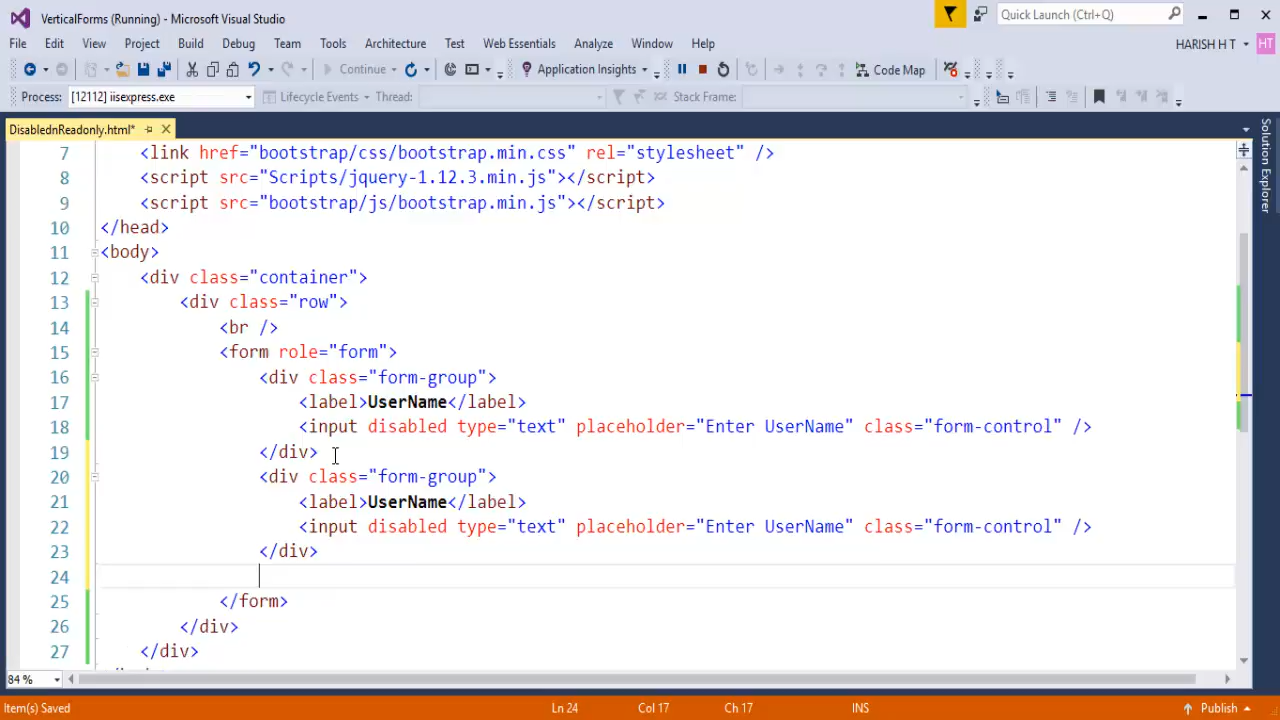 VerticalForms (Running) - Microsoft Visual Studio
Quick Launch (Ctrl+Q)
File Edit View Project Build Debug Team Tools Architecture Test Web Essentials Analyze Window Help
HARISH H T HT
Continue Application Insights Code Map
Process: [12112] iisexpress.exe Lifecycle Events Thread: Stack Frame:
DisablednReadonly.html*
Solution Explorer
7 <link href="bootstrap/css/bootstrap.min.css" rel="stylesheet" />
8 <script src="Scripts/jquery-1.12.3.min.js"></script>
9 <script src="bootstrap/js/bootstrap.min.js"></script>
10 </head>
11 <body>
12 <div class="container">
13 <div class="row">
14 <br />
15 <form role="form">
16 <div class="form-group">
17 <label>UserName</label>
18 <input disabled type="text" placeholder="Enter UserName" class="form-control" />
19 </div>
20 <div class="form-group">
21 <label>UserName</label>
22 <input disabled type="text" placeholder="Enter UserName" class="form-control" />
23 </div>
24
25 </form>
26 </div>
27 </div>
84 %
Item(s) Saved Ln 24 Col 17 Ch 17 INS Publish